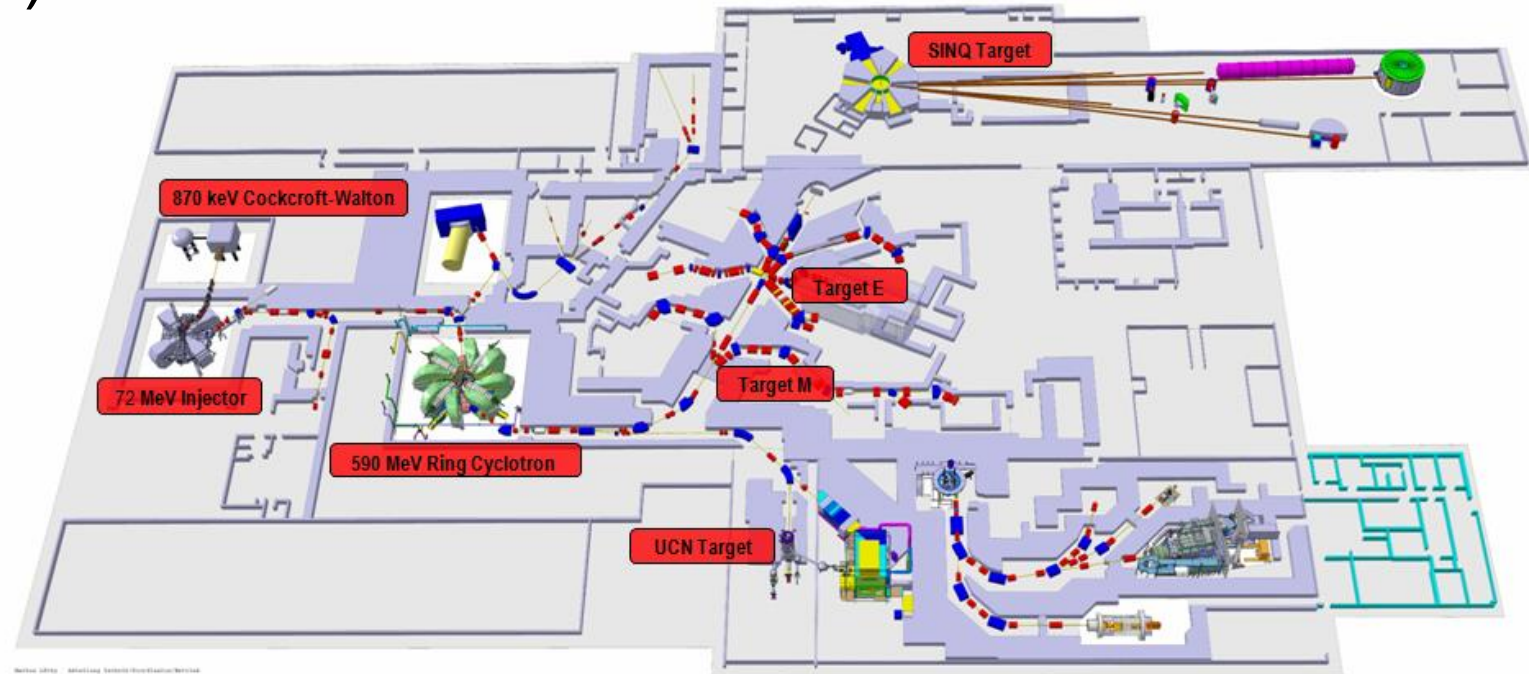 )
SINQ Target
870 keV Cockcroft-Walton
Target E
Target M
72 MeV Injector
590 MeV Ring Cyclotron
UCN Target